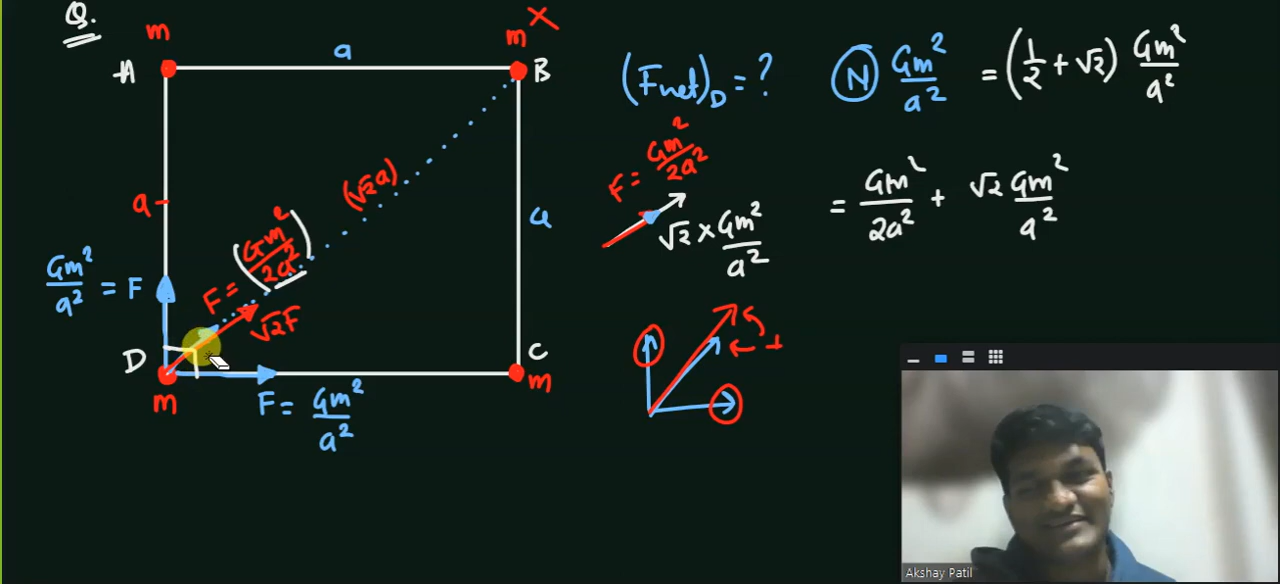 Q.
m
a
m
×
A
B
(Fnet)D = ?
(N) Gm²/a² = (1/2 + √2) Gm²/a²
F = Gm²/2a²
√2 × Gm²/a²
= Gm²/2a² + √2 Gm²/a²
(√2a)
a
a
Gm²/a² = F
F = (Gm²/2a²)
√2F
D
C
m
m
F = Gm²/a²
Akshay Patil